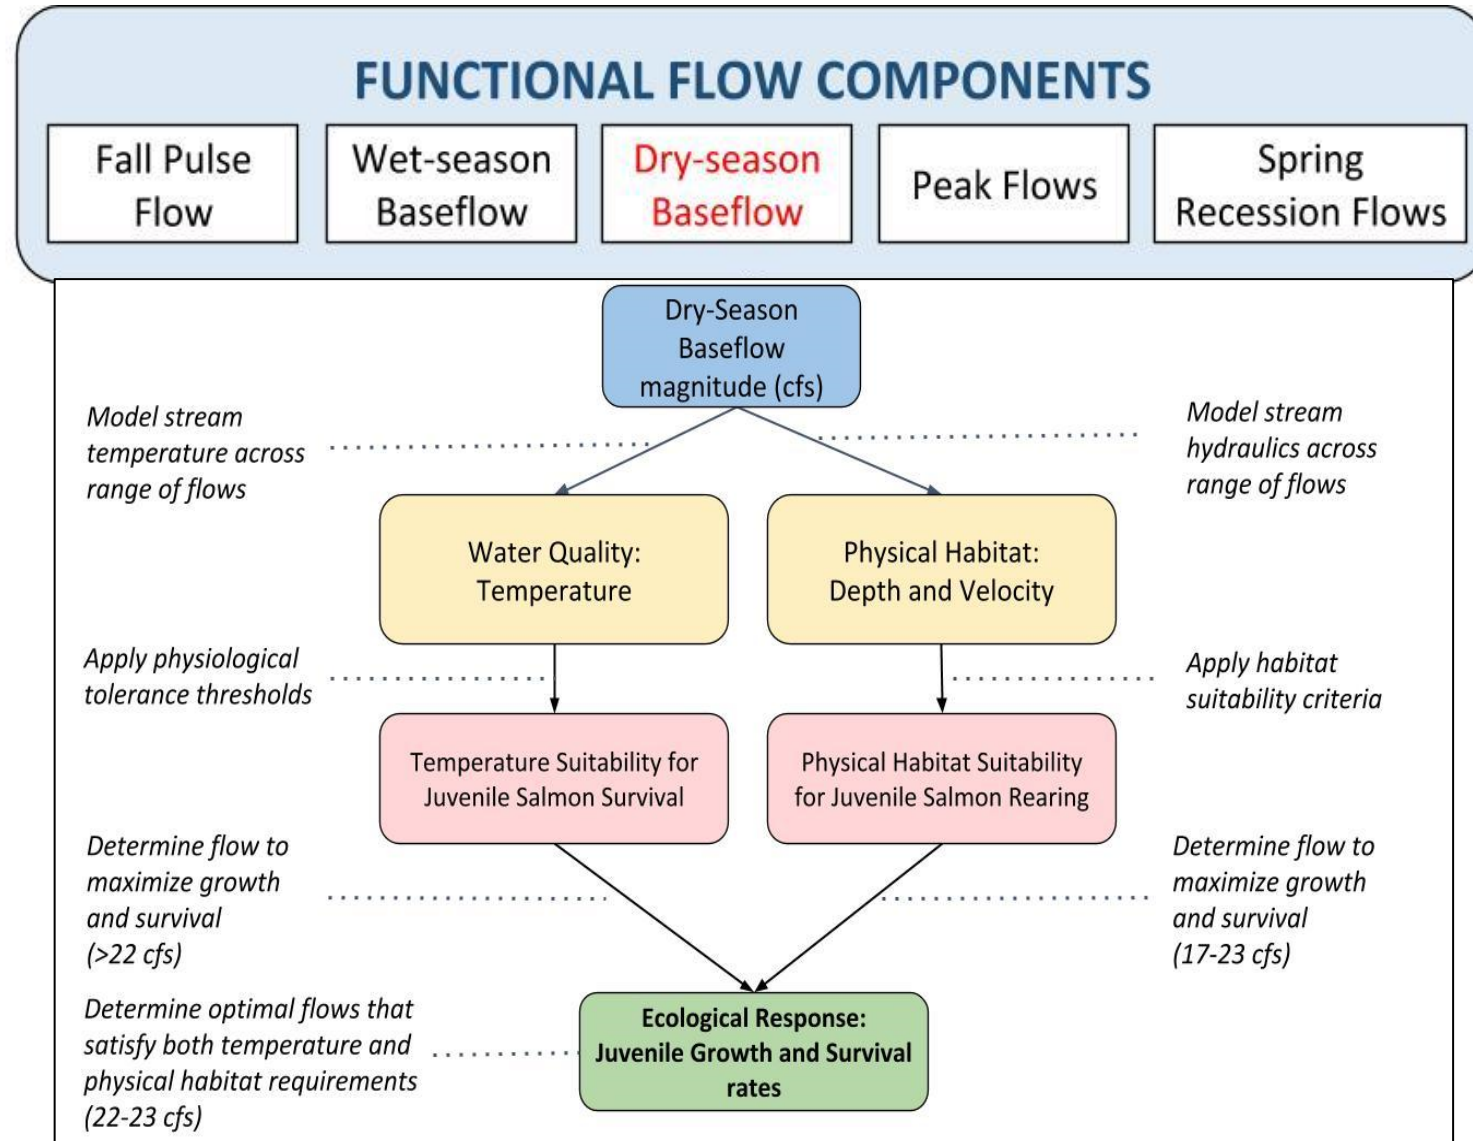 FUNCTIONAL FLOW COMPONENTS
Fall Pulse
Flow
Wet-season
Baseflow
Dry-season
Baseflow
Peak Flows
Spring
Recession Flows
Dry-Season
Baseflow
magnitude (cfs)
Model stream
temperature across
range of flows
Model stream
hydraulics across
range of flows
Water Quality:
Temperature
Physical Habitat:
Depth and Velocity
Apply physiological
tolerance thresholds
Apply habitat
suitability criteria
Temperature Suitability for
Juvenile Salmon Survival
Physical Habitat Suitability
for Juvenile Salmon Rearing
Determine flow to
maximize growth
and survival
(>22 cfs)
Determine flow to
maximize growth
and survival
(17-23 cfs)
Determine optimal flows that
satisfy both temperature and
physical habitat requirements
(22-23 cfs)
Ecological Response:
Juvenile Growth and Survival
rates